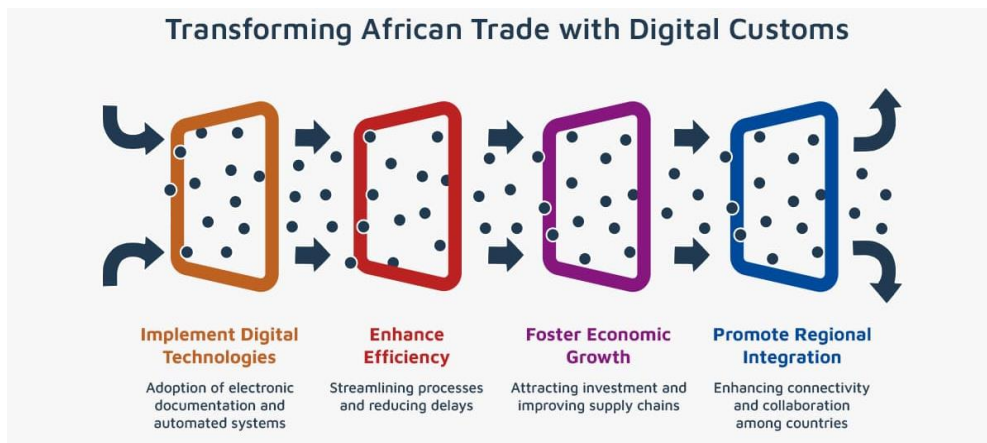 Transforming African Trade with Digital Customs
Implement Digital
Technologies
Adoption of electronic
documentation and
automated systems
Enhance
Efficiency
Streamlining processes
and reducing delays
Foster Economic
Growth
Attracting investment and
improving supply chains
Promote Regional
Integration
Enhancing connectivity
and collaboration
among countries